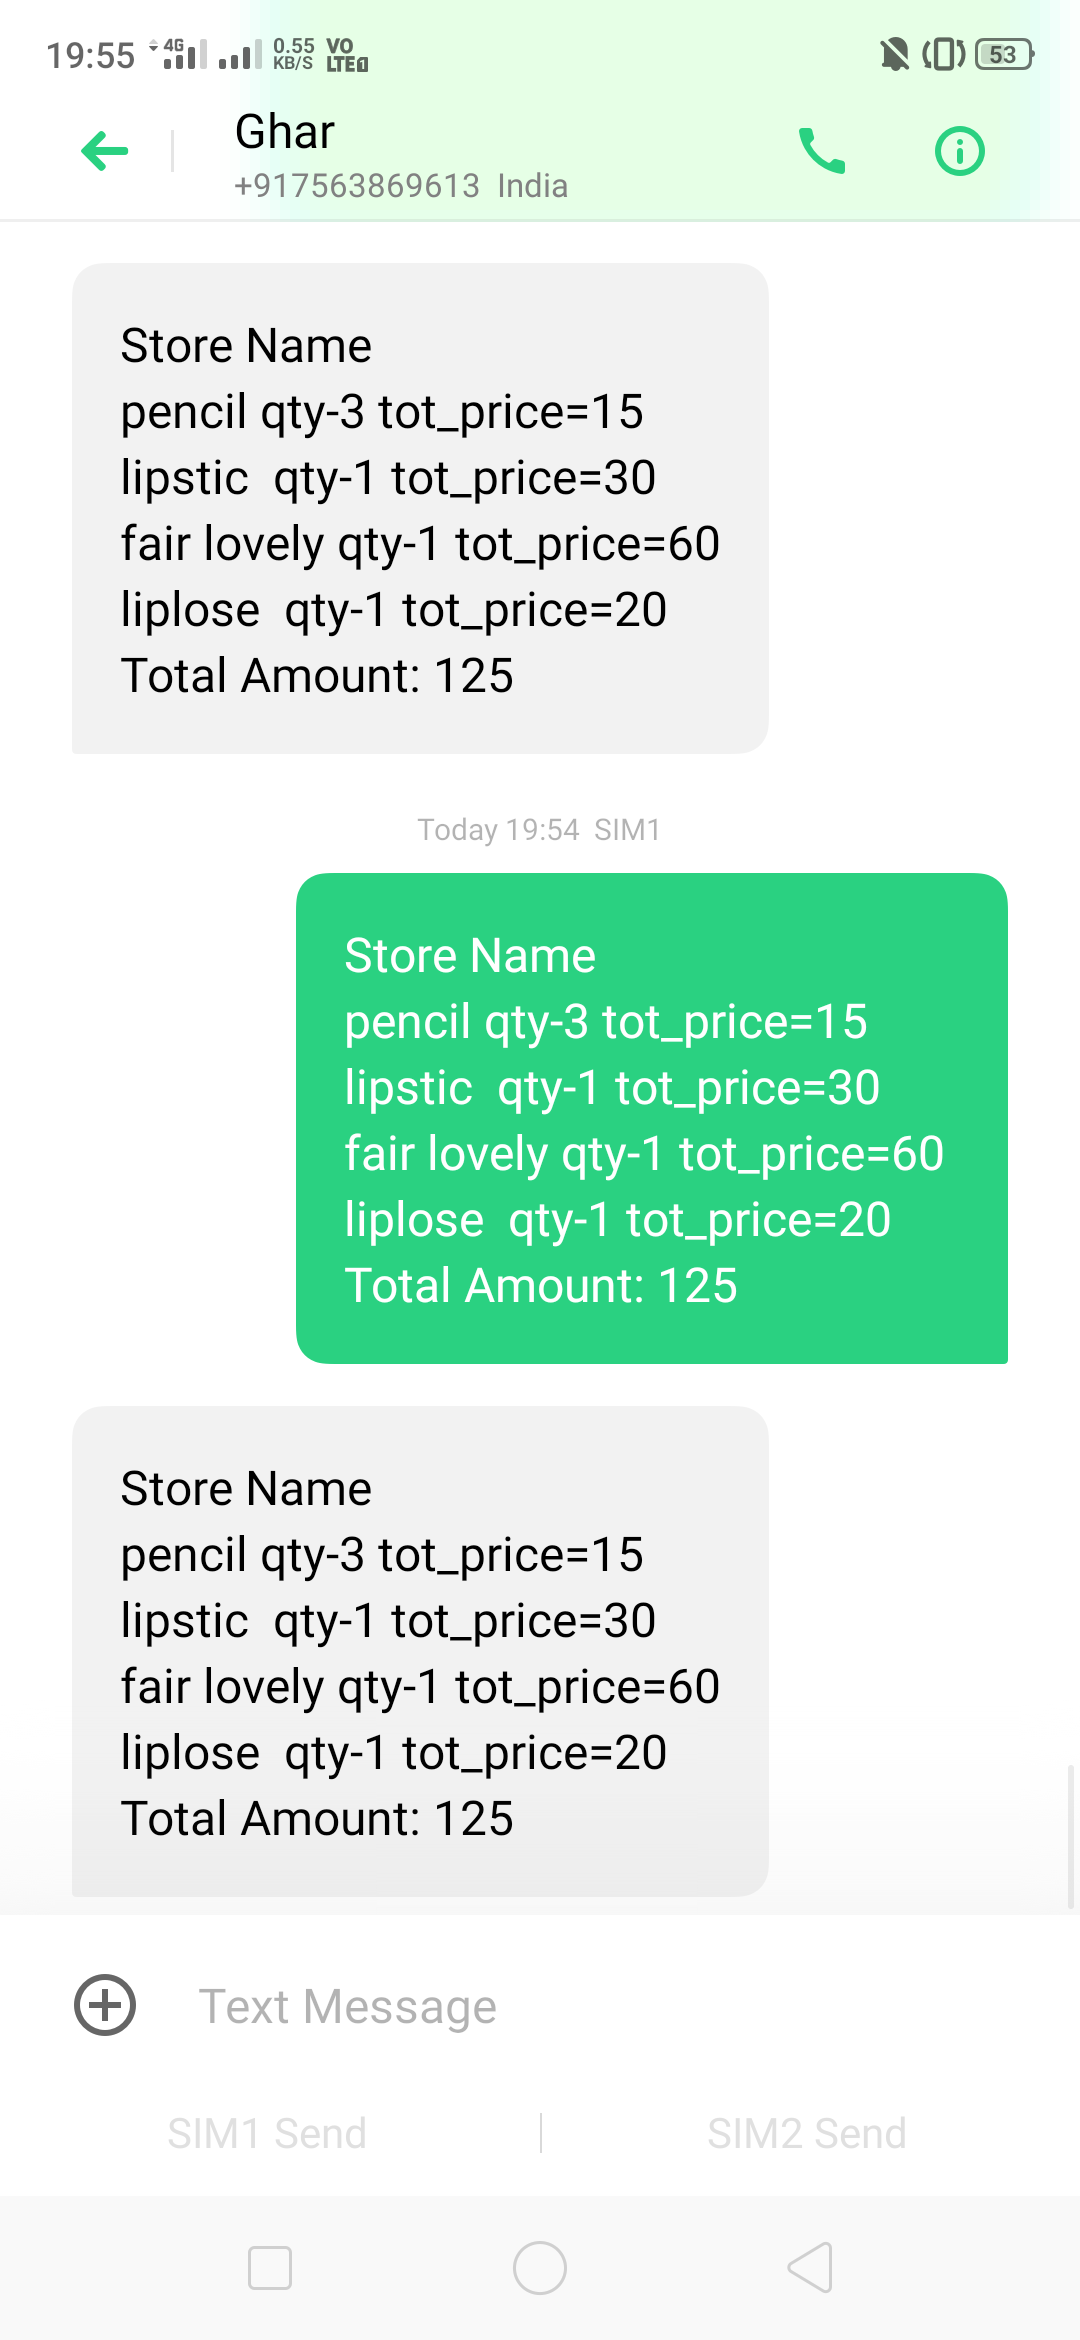 19:55 4G 0.55 KB/S VO LTE1 53
Ghar
+917563869613 India
Store Name
pencil qty-3 tot_price=15
lipstic  qty-1 tot_price=30
fair lovely qty-1 tot_price=60
liplose  qty-1 tot_price=20
Total Amount: 125
Today 19:54 SIM1
Store Name
pencil qty-3 tot_price=15
lipstic  qty-1 tot_price=30
fair lovely qty-1 tot_price=60
liplose  qty-1 tot_price=20
Total Amount: 125
Store Name
pencil qty-3 tot_price=15
lipstic  qty-1 tot_price=30
fair lovely qty-1 tot_price=60
liplose  qty-1 tot_price=20
Total Amount: 125
Text Message
SIM1 Send | SIM2 Send